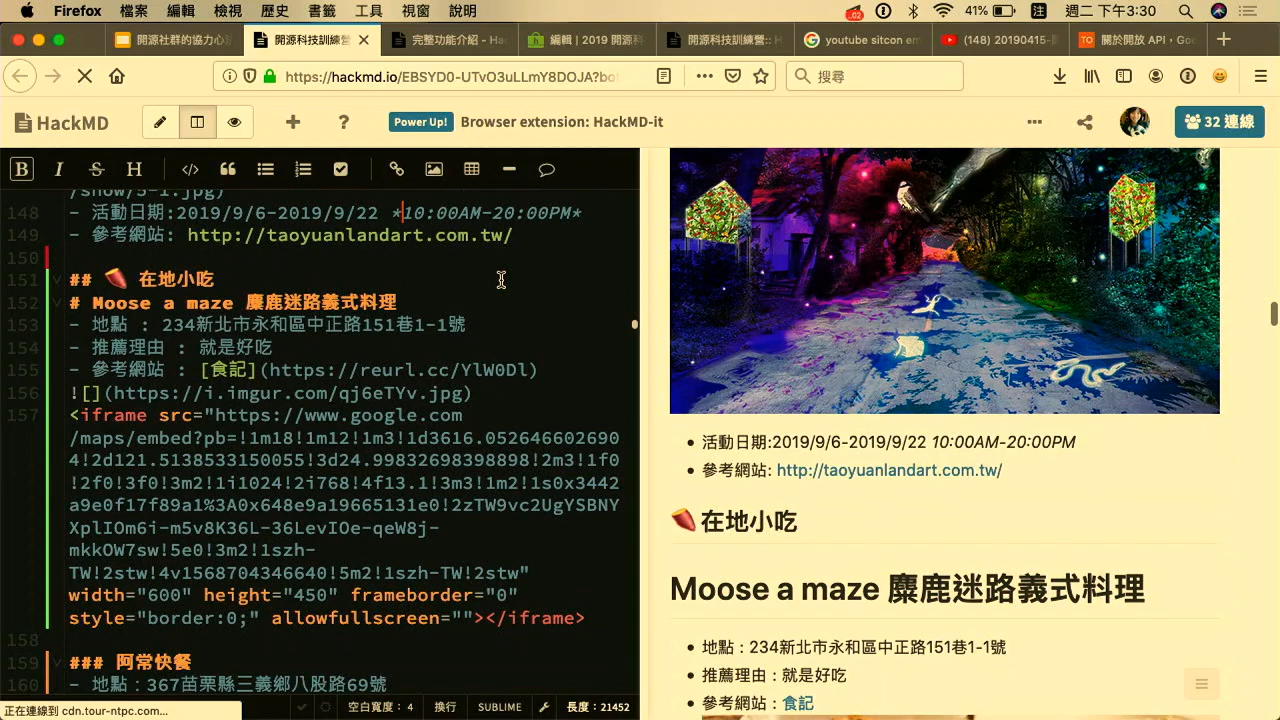 Firefox 檔案 編輯 檢視 歷史 書籤 工具 視窗 說明 .02 41% 注 週二 下午3:30
開源社群的協力心 開源科技訓練營 完整功能介紹 - Ha 編輯 | 2019 開源科 開源科技訓練營:: H youtube sitcon em (148) 20190415-開 TO 關於開放 API，Goo
https://hackmd.io/EBSYD0-UTvO3uLLmY8DOJA?bot 搜尋
HackMD Power Up! Browser extension: HackMD-it 32 連線
B I S H
/show/5-1.jpg)
148 - 活動日期:2019/9/6-2019/9/22 *10:00AM-20:00PM*
149 - 參考網站: http://taoyuanlandart.com.tw/
150
151 ## 🍠 在地小吃
152 # Moose a maze 麋鹿迷路義式料理
153 - 地點 : 234新北市永和區中正路151巷1-1號
154 - 推薦理由 : 就是好吃
155 - 參考網站 : [食記](https://reurl.cc/YlW0Dl)
156 ![](https://i.imgur.com/qj6eTYv.jpg)
157 <iframe src="https://www.google.com
/maps/embed?pb=!1m18!1m12!1m3!1d3616.052646602690
4!2d121.5138533150055!3d24.99832698398898!2m3!1f0
!2f0!3f0!3m2!1i1024!2i768!4f13.1!3m3!1m2!1s0x3442
a9e0f17f89a1%3A0x648e9a19665131e0!2zTW9vc2UgYSBNY
XplIOm6i-m5v8K36L-36LevIOe-qeW8j-
mkkOW7sw!5e0!3m2!1szh-
TW!2stw!4v1568704346640!5m2!1szh-TW!2stw"
width="600" height="450" frameborder="0"
style="border:0;" allowfullscreen=""></iframe>
158
159 ### 阿常快餐
160 - 地點：367苗栗縣三義鄉八股路69號
正在連線到 cdn.tour-ntpc.com... 空白寬度： 4 換行 SUBLIME 長度：21452
活動日期:2019/9/6-2019/9/22 10:00AM-20:00PM
參考網站: http://taoyuanlandart.com.tw/
🍠在地小吃
Moose a maze 麋鹿迷路義式料理
地點 : 234新北市永和區中正路151巷1-1號
推薦理由 : 就是好吃
參考網站 : 食記